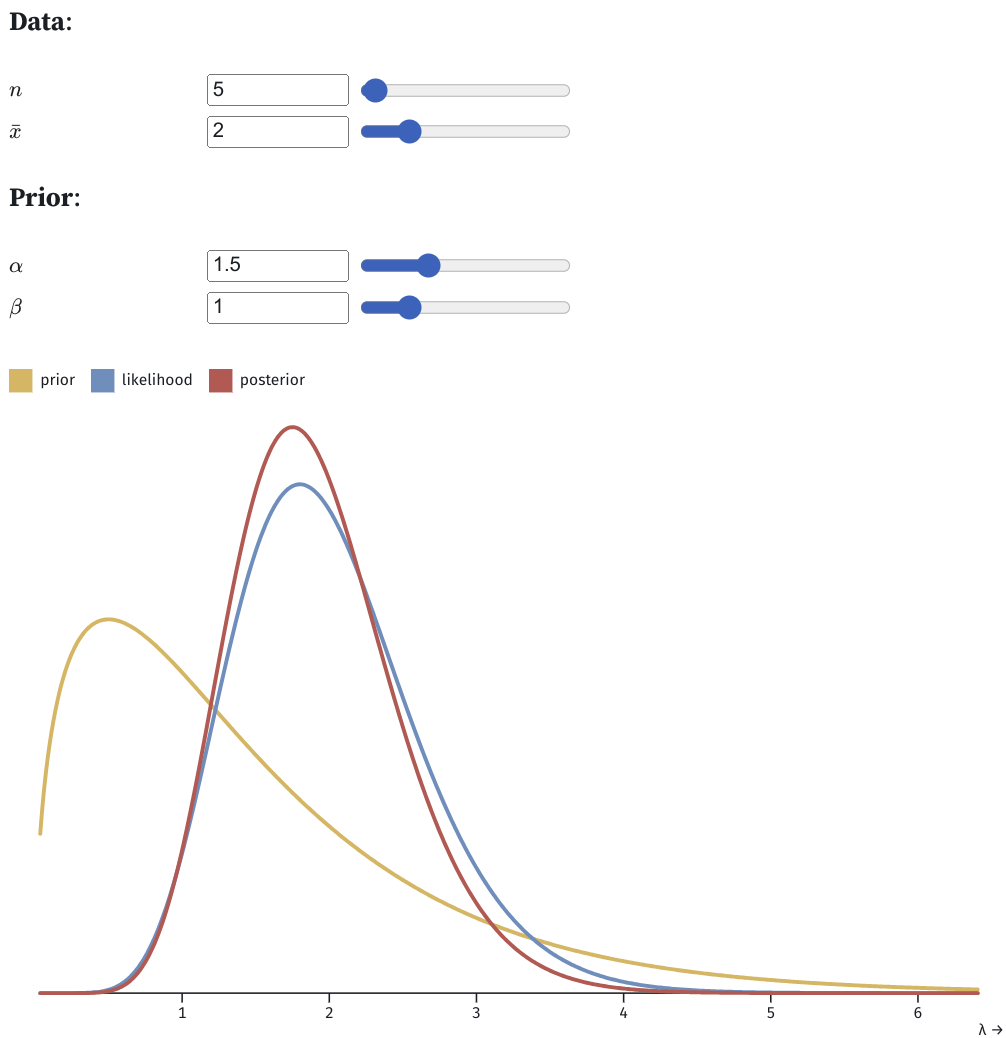 Data:
n 5
x̄ 2
Prior:
α 1.5
β 1
prior likelihood posterior
1 2 3 4 5 6
λ →